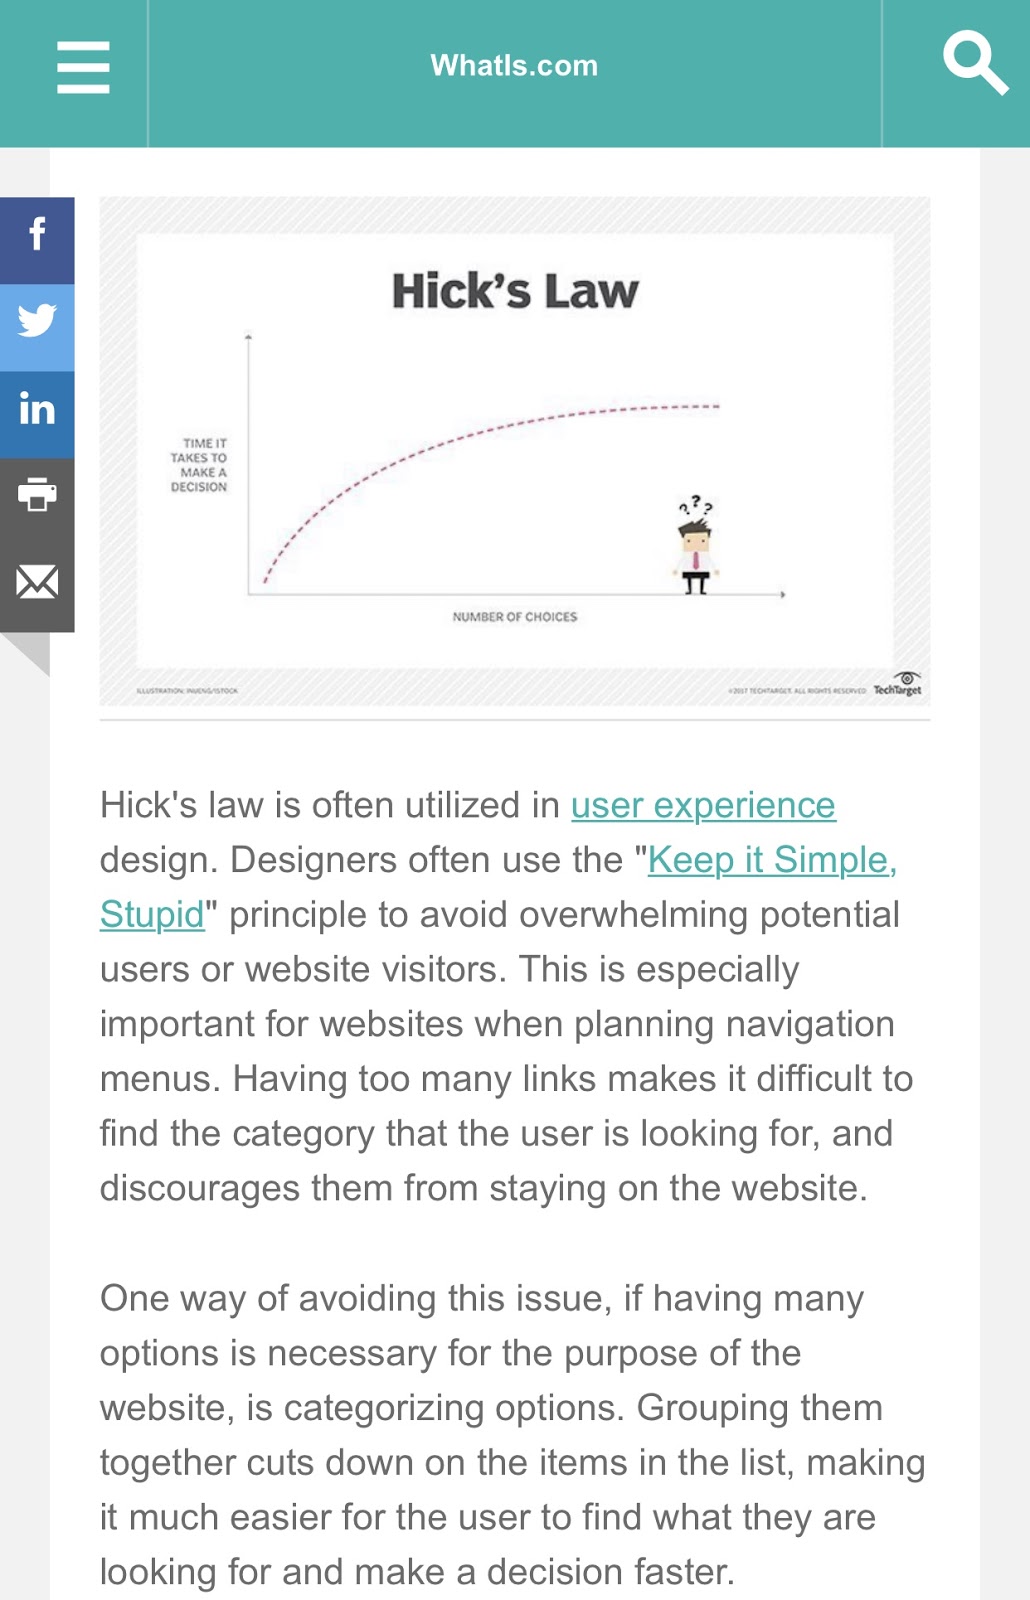 WhatIs.com
f
in
Hick's Law
TIME IT
TAKES TO
MAKE A
DECISION
? ? ?
NUMBER OF CHOICES
ILLUSTRATION: INUENG/ISTOCK
©2017 TECHTARGET. ALL RIGHTS RESERVED TechTarget
Hick's law is often utilized in user experience
design. Designers often use the "Keep it Simple,
Stupid" principle to avoid overwhelming potential
users or website visitors. This is especially
important for websites when planning navigation
menus. Having too many links makes it difficult to
find the category that the user is looking for, and
discourages them from staying on the website.
One way of avoiding this issue, if having many
options is necessary for the purpose of the
website, is categorizing options. Grouping them
together cuts down on the items in the list, making
it much easier for the user to find what they are
looking for and make a decision faster.